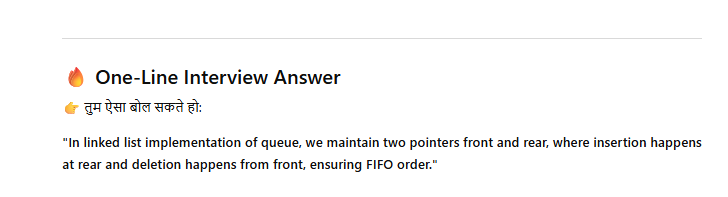 🔥 One-Line Interview Answer
👉 तुम ऐसा बोल सकते हो:
"In linked list implementation of queue, we maintain two pointers front and rear, where insertion happens
at rear and deletion happens from front, ensuring FIFO order."